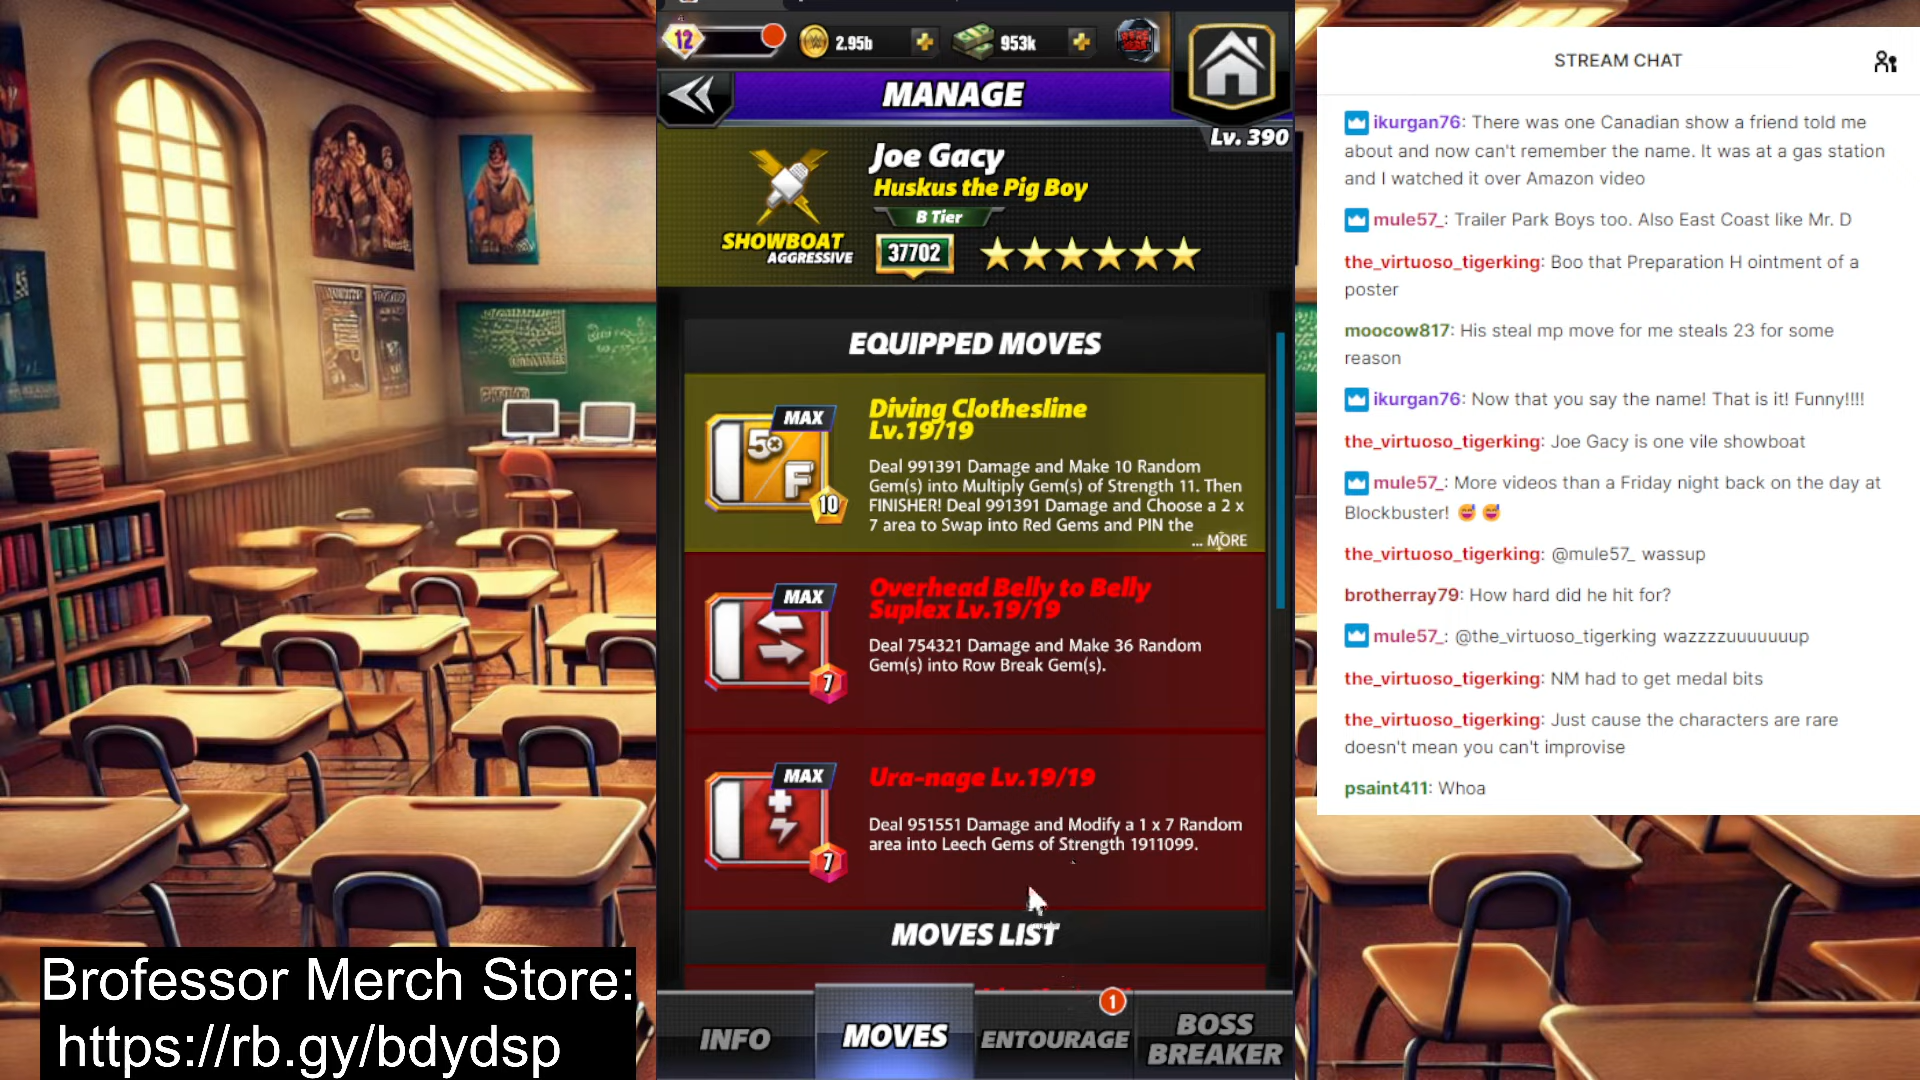 12
2.95b
953k
MANAGE
Lv. 390
Joe Gacy
Huskus the Pig Boy
B Tier
SHOWBOAT
AGGRESSIVE
37702
EQUIPPED MOVES
MAX
5x
F
10
Diving Clothesline
Lv.19/19
Deal 991391 Damage and Make 10 Random
Gem(s) into Multiply Gem(s) of Strength 11. Then
FINISHER! Deal 991391 Damage and Choose a 2 x
7 area to Swap into Red Gems and PIN the
... MORE
MAX
7
Overhead Belly to Belly
Suplex Lv.19/19
Deal 754321 Damage and Make 36 Random
Gem(s) into Row Break Gem(s).
MAX
7
Ura-nage Lv.19/19
Deal 951551 Damage and Modify a 1 x 7 Random
area into Leech Gems of Strength 1911099.
MOVES LIST
INFO
MOVES
ENTOURAGE
1
BOSS
BREAKER
STREAM CHAT
ikurgan76: There was one Canadian show a friend told me
about and now can't remember the name. It was at a gas station
and I watched it over Amazon video
mule57_: Trailer Park Boys too. Also East Coast like Mr. D
the_virtuoso_tigerking: Boo that Preparation H ointment of a
poster
moocow817: His steal mp move for me steals 23 for some
reason
ikurgan76: Now that you say the name! That is it! Funny!!!!
the_virtuoso_tigerking: Joe Gacy is one vile showboat
mule57_: More videos than a Friday night back on the day at
Blockbuster! 😅 😅
the_virtuoso_tigerking: @mule57_ wassup
brotherray79: How hard did he hit for?
mule57_: @the_virtuoso_tigerking wazzzzuuuuuuup
the_virtuoso_tigerking: NM had to get medal bits
the_virtuoso_tigerking: Just cause the characters are rare
doesn't mean you can't improvise
psaint411: Whoa
Brofessor Merch Store:
https://rb.gy/bdydsp